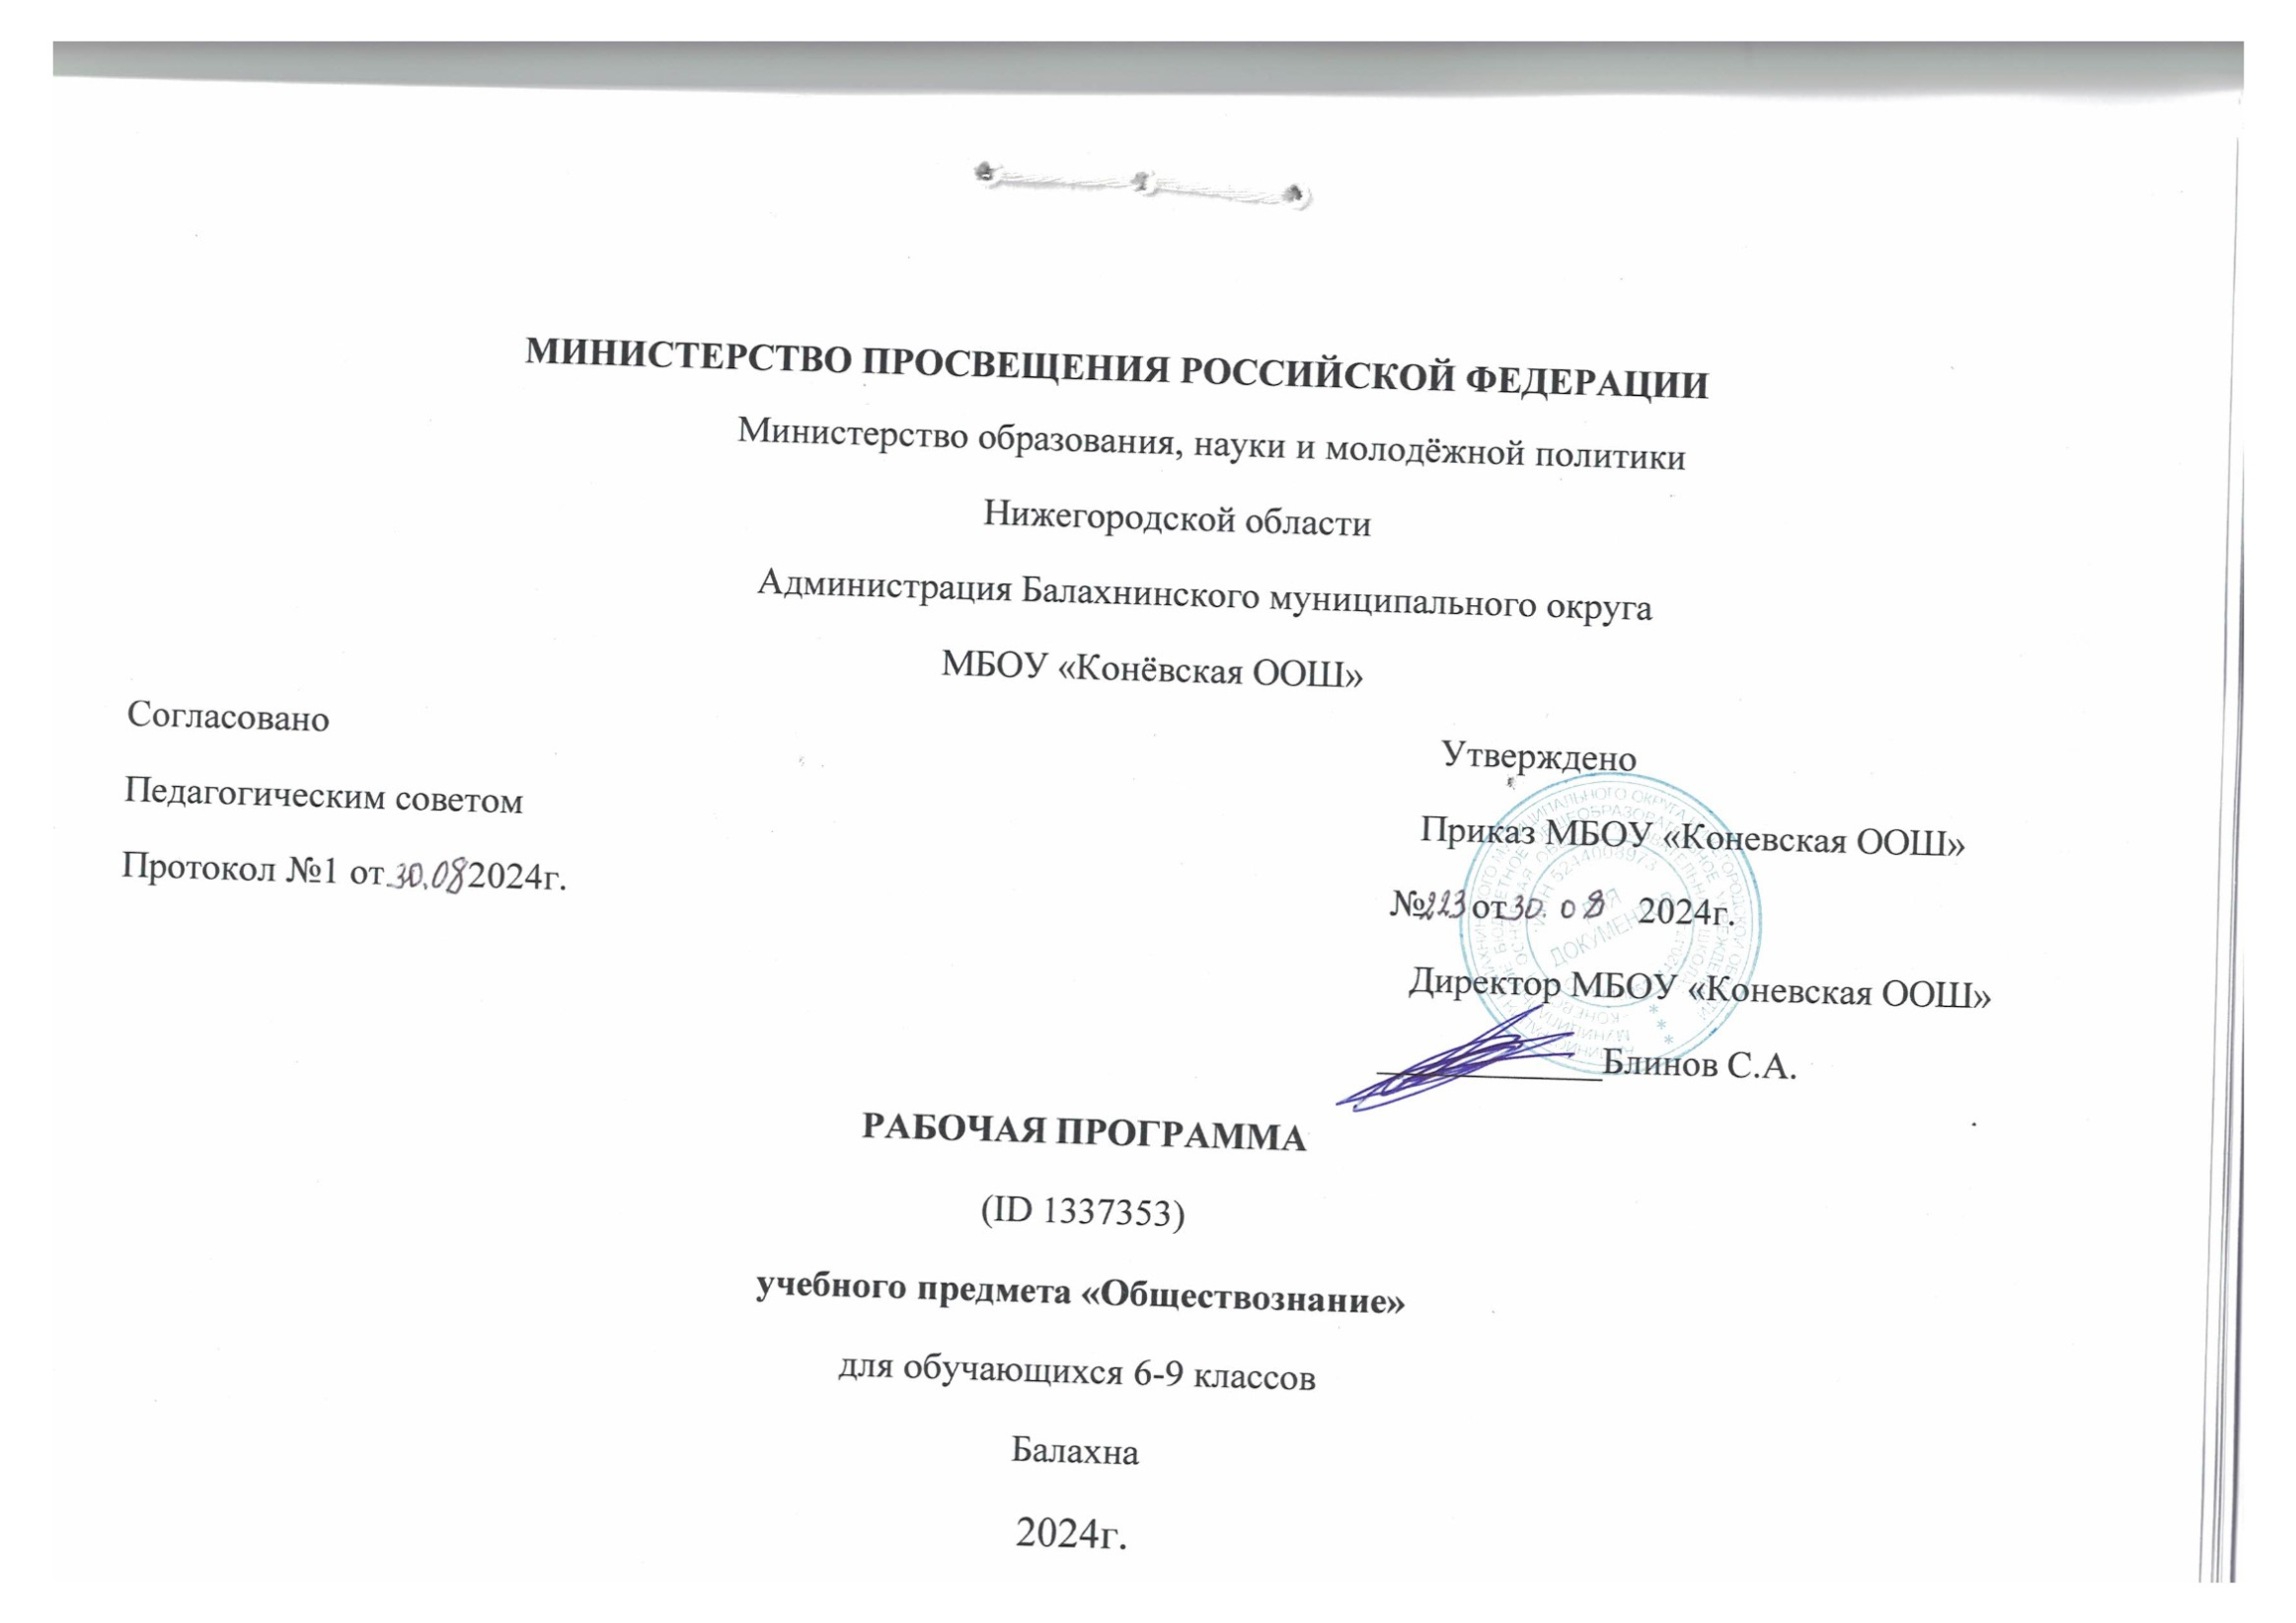 МИНИСТЕРСТВО ПРОСВЕЩЕНИЯ РОССИЙСКОЙ ФЕДЕРАЦИИ
Министерство образования, науки и молодёжной политики
Нижегородской области
Администрация Балахнинского муниципального округа
МБОУ «Конёвская ООШ»
Согласовано
Педагогическим советом
Протокол №1 от 30.08 2024г.
Утверждено
Приказ МБОУ «Коневская ООШ»
№223 от 30.08 2024г.
Директор МБОУ «Коневская ООШ»
Блинов С.А.
ДОКУМЕНТОВ
РАБОЧАЯ ПРОГРАММА
(ID 1337353)
учебного предмета «Обществознание»
для обучающихся 6-9 классов
Балахна
2024г.